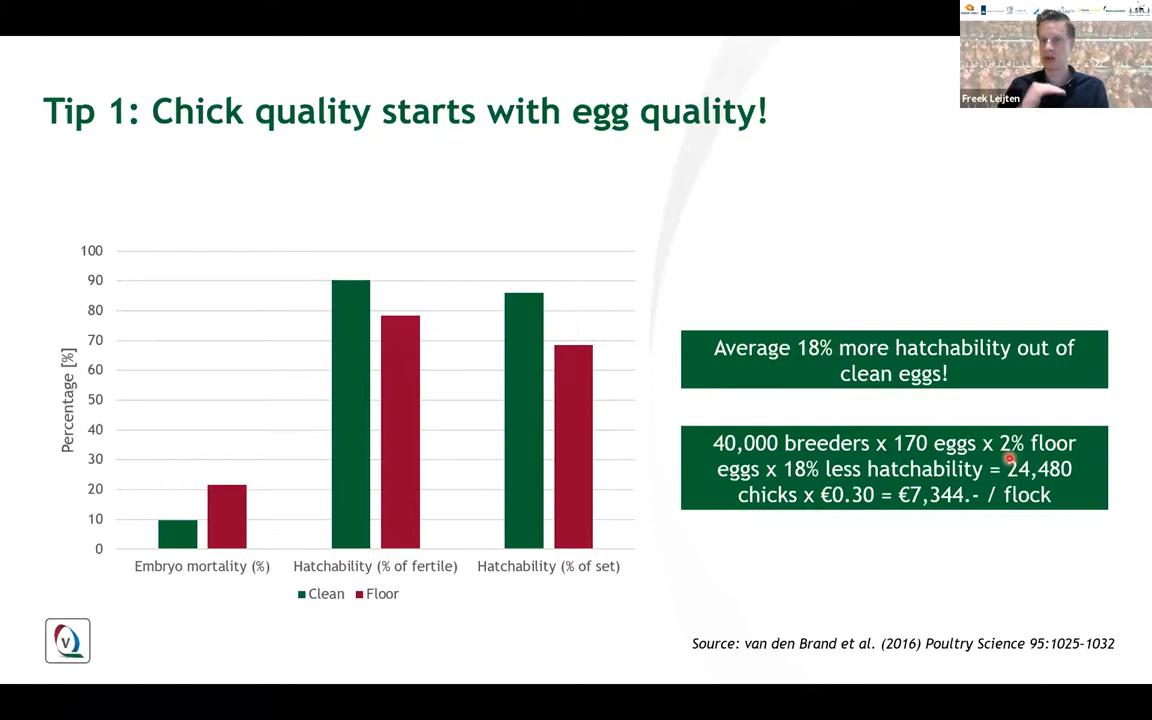 Freek Leijten
Tip 1: Chick quality starts with egg quality!
100
90
80
70
60
50
40
30
20
10
0
Percentage [%]
Embryo mortality (%)
Hatchability (% of fertile)
Hatchability (% of set)
Clean
Floor
Average 18% more hatchability out of
clean eggs!
40,000 breeders x 170 eggs x 2% floor
eggs x 18% less hatchability = 24,480
chicks x €0.30 = €7,344.- / flock
V
Source: van den Brand et al. (2016) Poultry Science 95:1025-1032